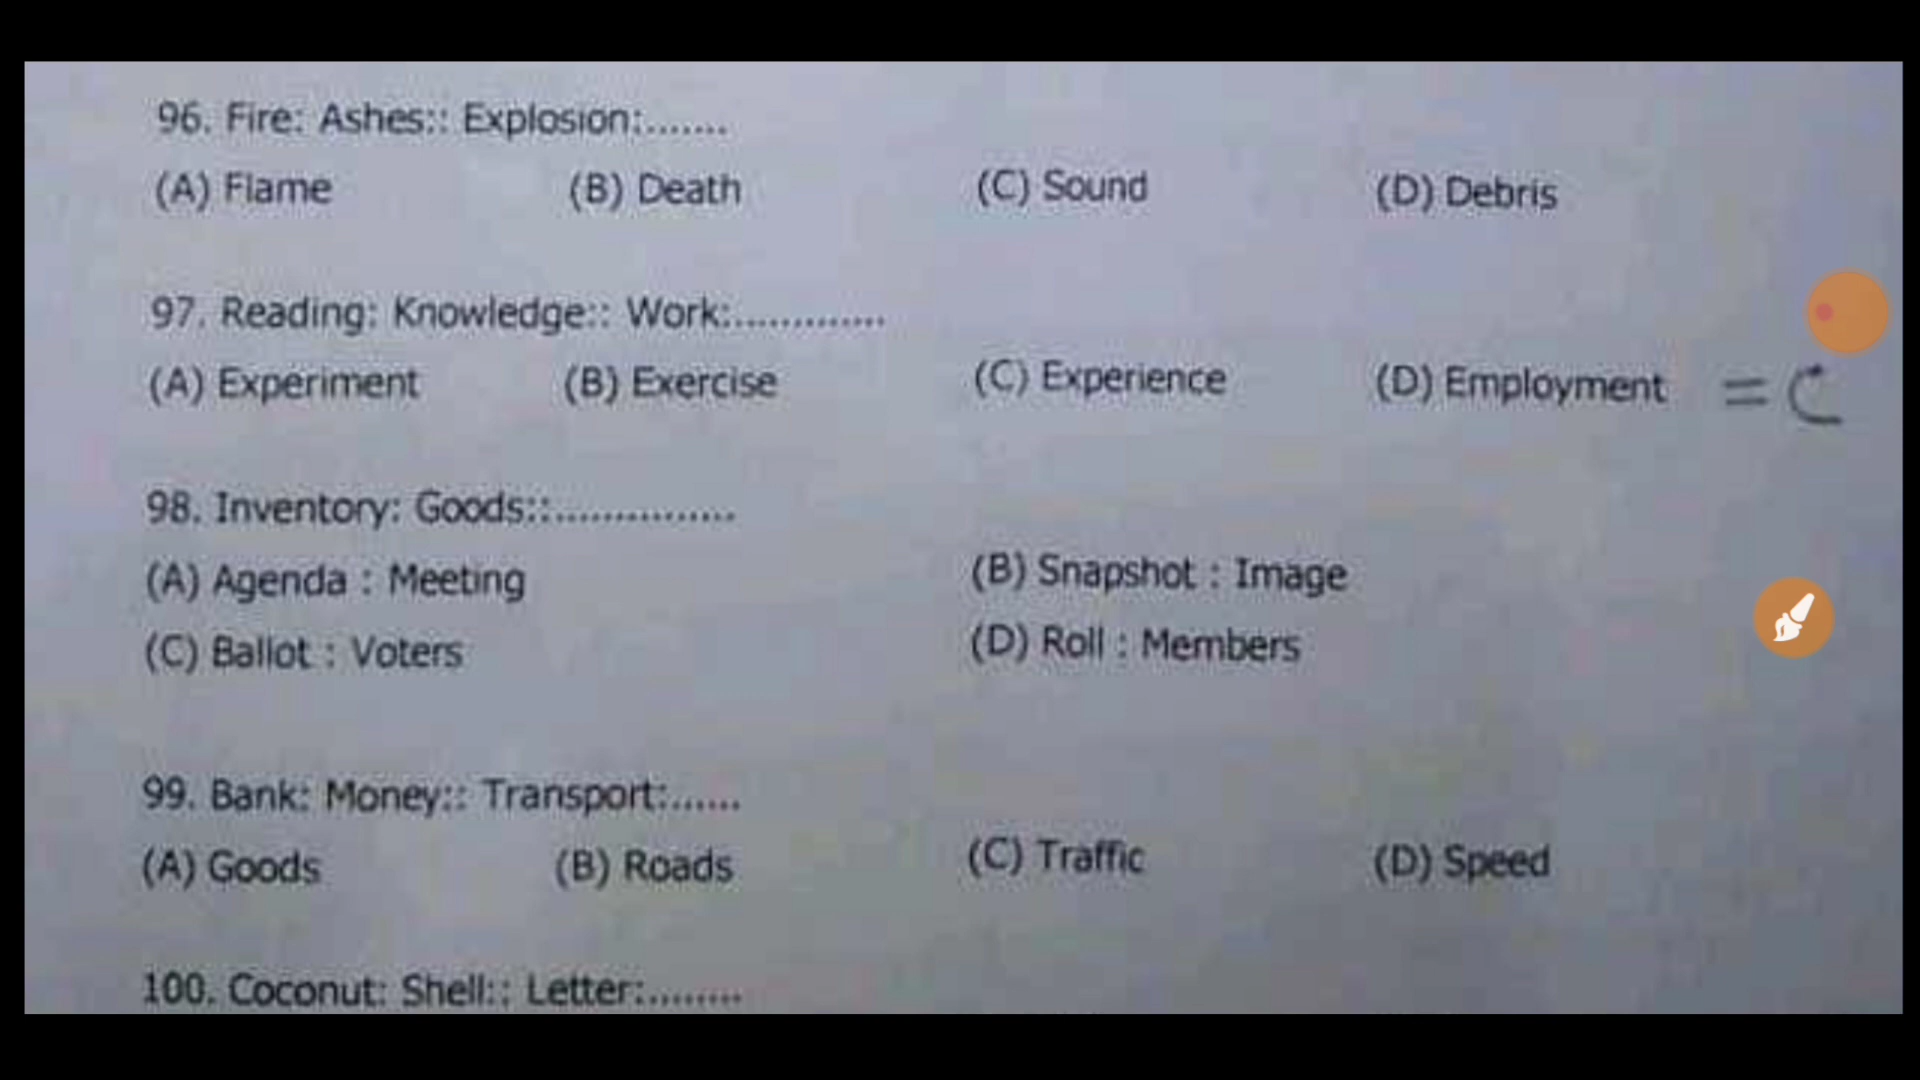 96. Fire: Ashes:: Explosion:.......
(A) Flame (B) Death (C) Sound (D) Debris
97. Reading: Knowledge:: Work:..............
(A) Experiment (B) Exercise (C) Experience (D) Employment = C
98. Inventory: Goods::...............
(A) Agenda : Meeting (B) Snapshot : Image
(C) Ballot : Voters (D) Roll : Members
99. Bank: Money:: Transport:......
(A) Goods (B) Roads (C) Traffic (D) Speed
100. Coconut: Shell:: Letter:.........